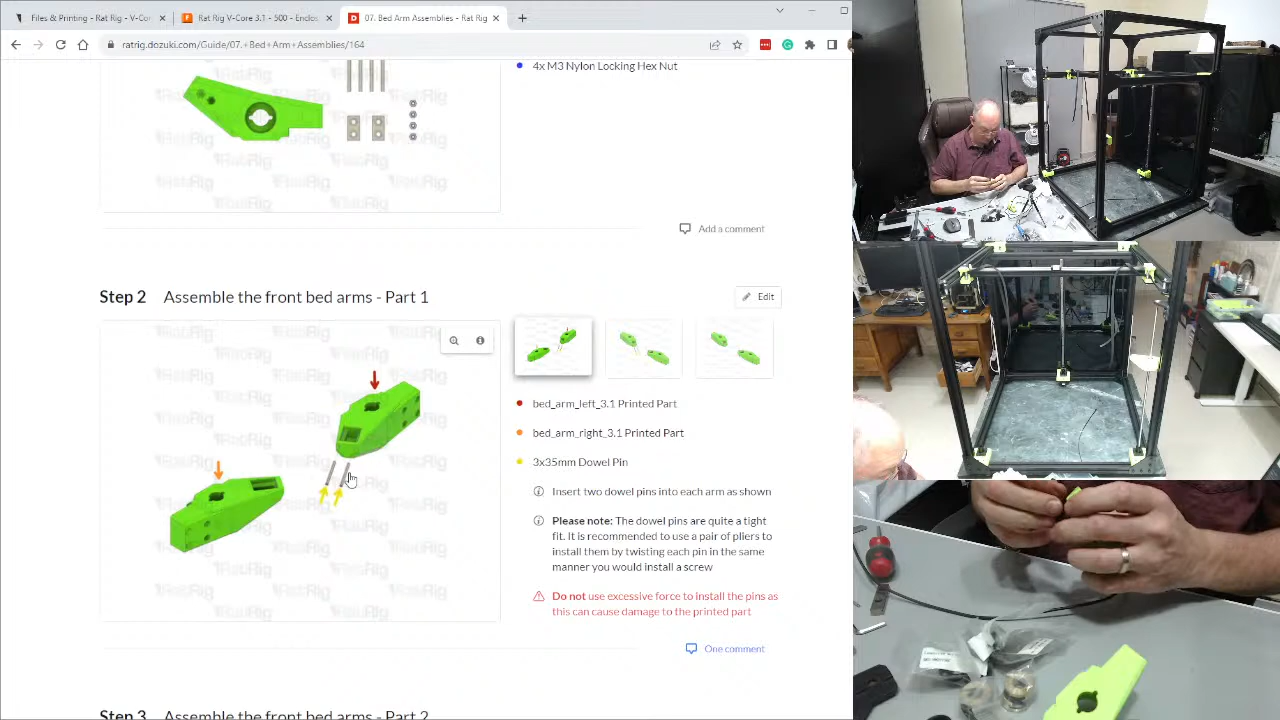 Files & Printing - Rat Rig V-Co
Rat Rig V-Core 3.1 - 500 - Enclos
07. Bed Arm Assemblies - Rat Rig
ratrig.dozuki.com/Guide/07.+Bed+Arm+Assemblies/164
4x M3 Nylon Locking Hex Nut
Add a comment
Step 2 Assemble the front bed arms - Part 1
Edit
bed_arm_left_3.1 Printed Part
bed_arm_right_3.1 Printed Part
3x35mm Dowel Pin
Insert two dowel pins into each arm as shown
Please note: The dowel pins are quite a tight
fit. It is recommended to use a pair of pliers to
install them by twisting each pin in the same
manner you would install a screw
Do not use excessive force to install the pins as
this can cause damage to the printed part
One comment
Step 3 Assemble the front bed arms - Part 2